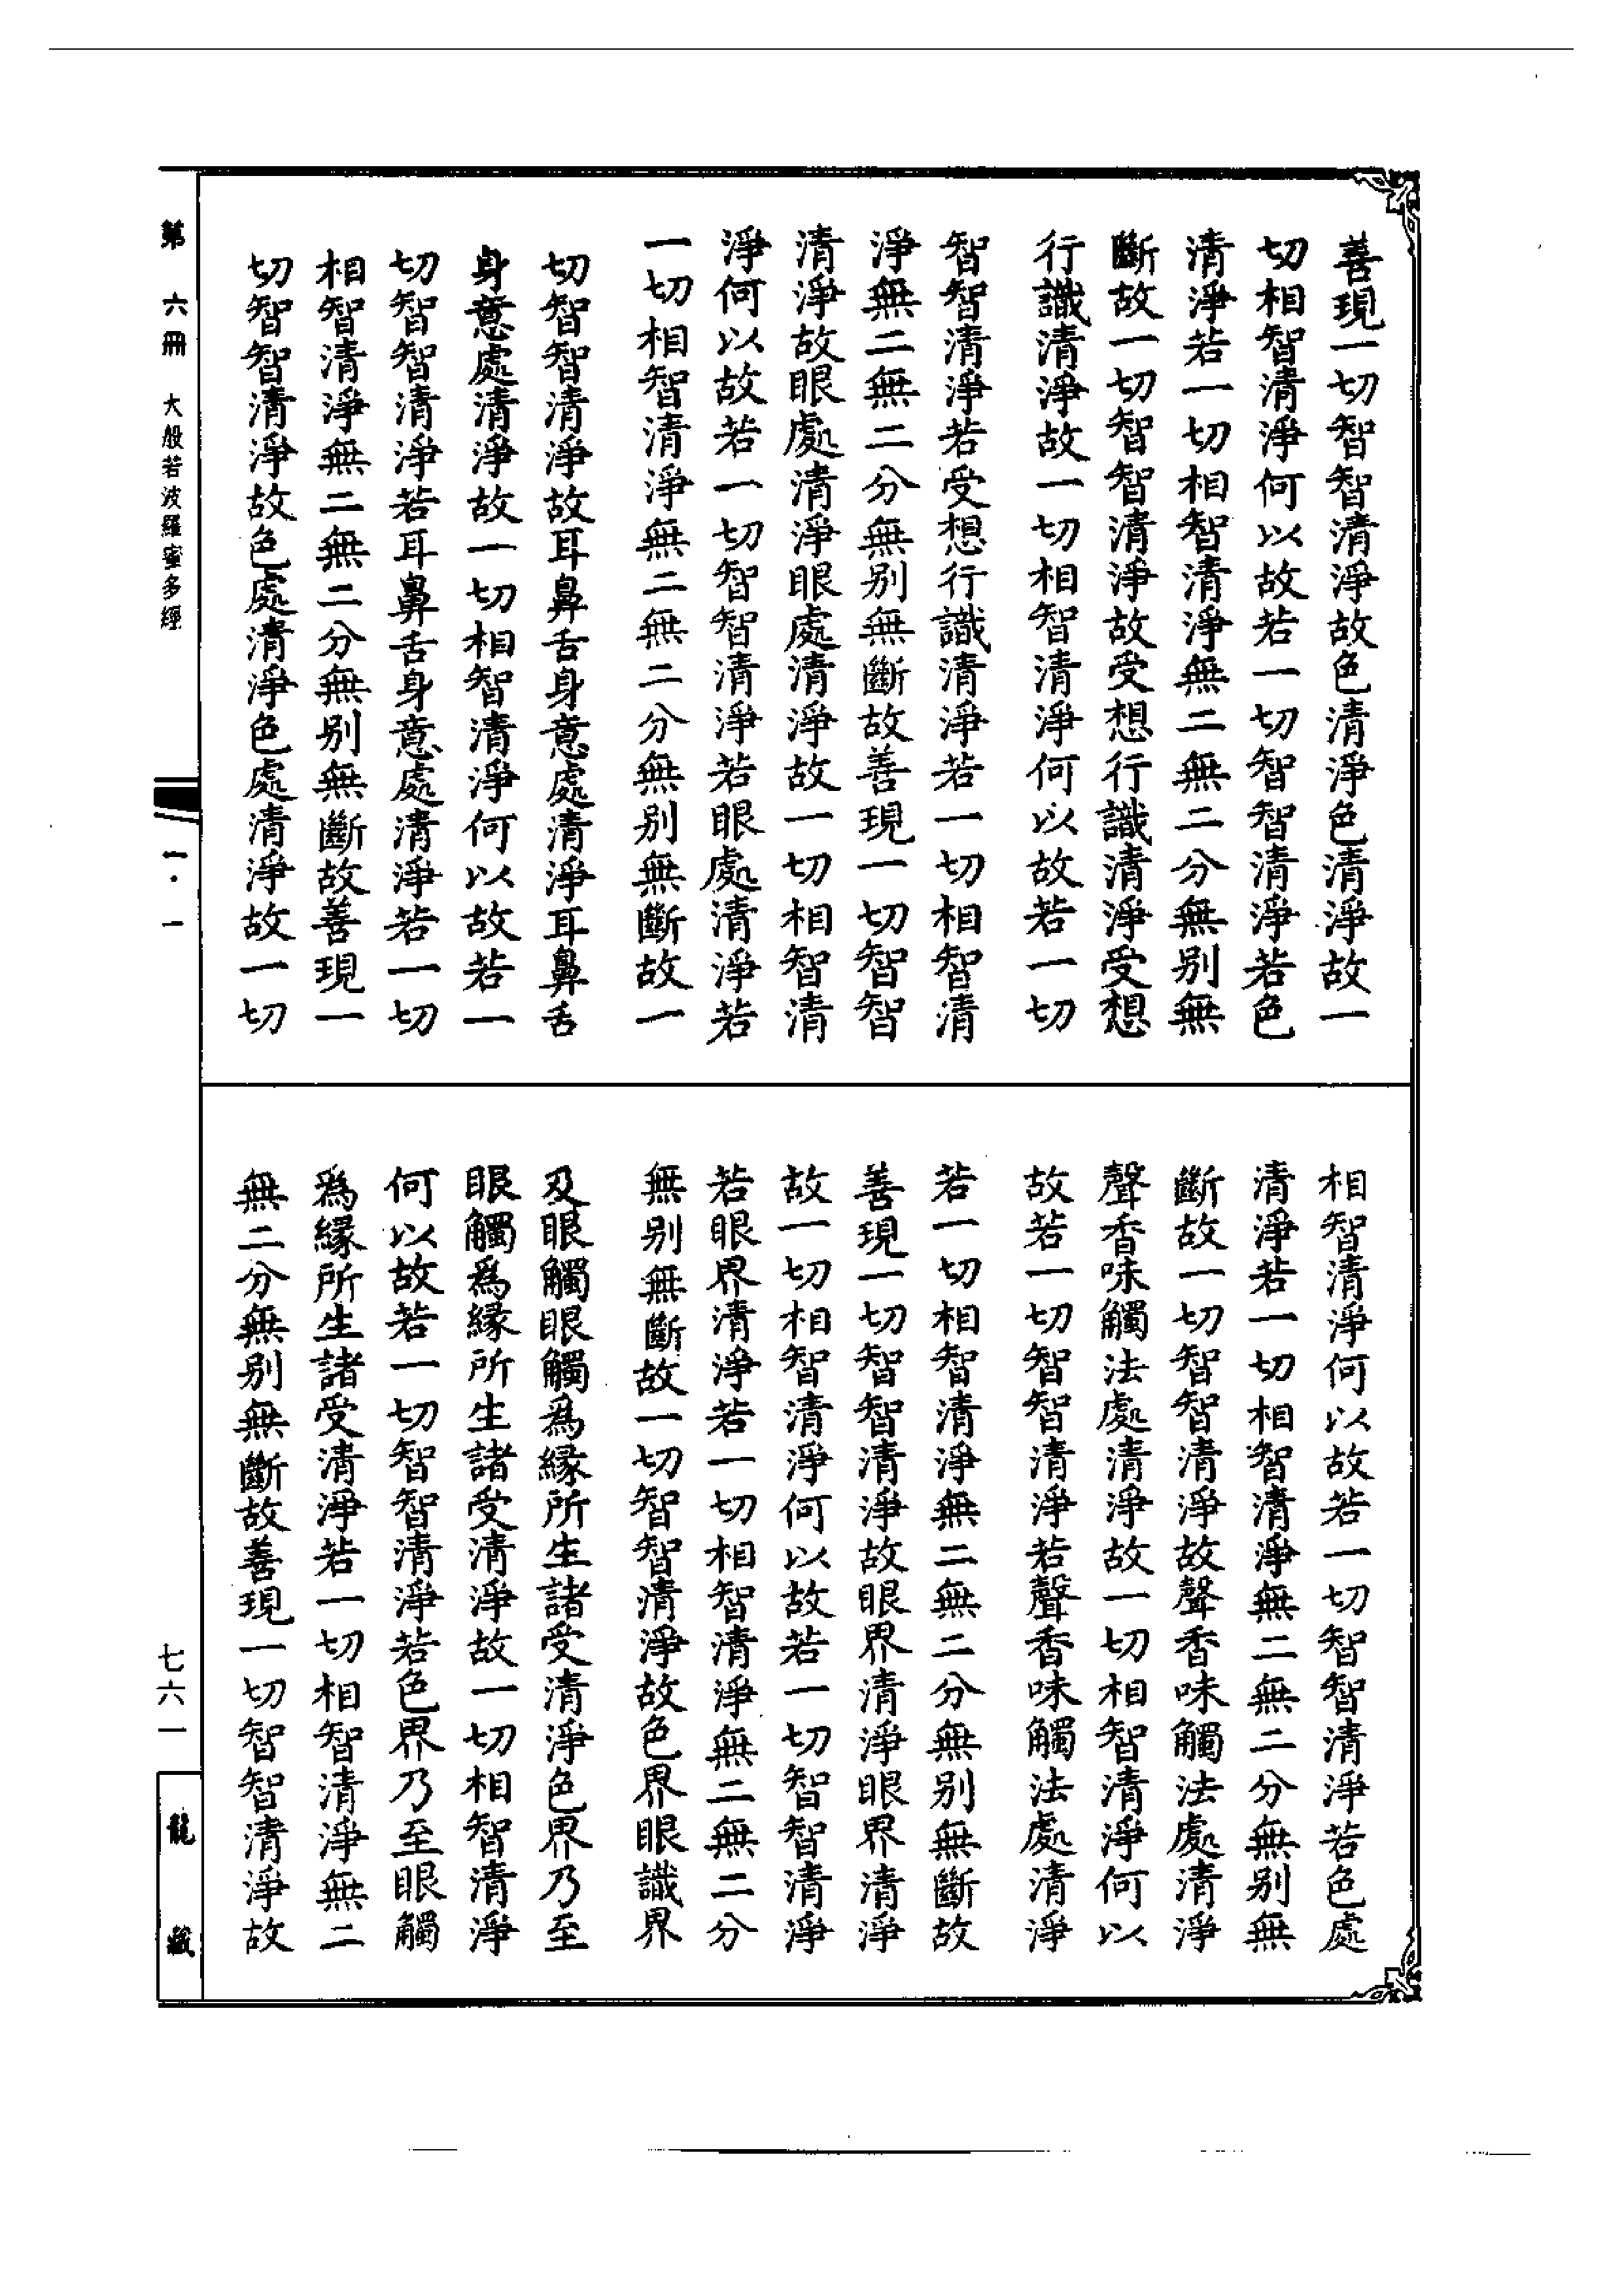 善現一切智智清淨故色清淨色清淨故一
切相智清淨何以故若一切智智清淨若色
清淨若一切相智清淨無二無二分無別無
斷故一切智智清淨故受想行識清淨受想
行識清淨故一切相智清淨何以故若一切
智智清淨若受想行識清淨若一切相智清
淨無二無二分無別無斷故善現一切智智
清淨故眼處清淨眼處清淨故一切相智清
淨何以故若一切智智清淨若眼處清淨若
一切相智清淨無二無二分無別無斷故一
切智智清淨故耳鼻舌身意處清淨耳鼻舌
身意處清淨故一切相智清淨何以故若一
切智智清淨若耳鼻舌身意處清淨若一切
相智清淨無二無二分無別無斷故善現一
切智智清淨故色處清淨色處清淨故一切
相智清淨何以故若一切智智清淨若色處
清淨若一切相智清淨無二無二分無別無
斷故一切智智清淨故聲香味觸法處清淨
聲香味觸法處清淨故一切相智清淨何以
故若一切智智清淨若聲香味觸法處清淨
若一切相智清淨無二無二分無別無斷故
善現一切智智清淨故眼界清淨眼界清淨
故一切相智清淨何以故若一切智智清淨
若眼界清淨若一切相智清淨無二無二分
無別無斷故一切智智清淨故色界眼識界
及眼觸眼觸為緣所生諸受清淨色界乃至
眼觸為緣所生諸受清淨故一切相智清淨
何以故若一切智智清淨若色界乃至眼觸
為緣所生諸受清淨若一切相智清淨無二
無二分無別無斷故善現一切智智清淨故
第六冊 大般若波羅蜜多經 一·一
七六一
龍藏